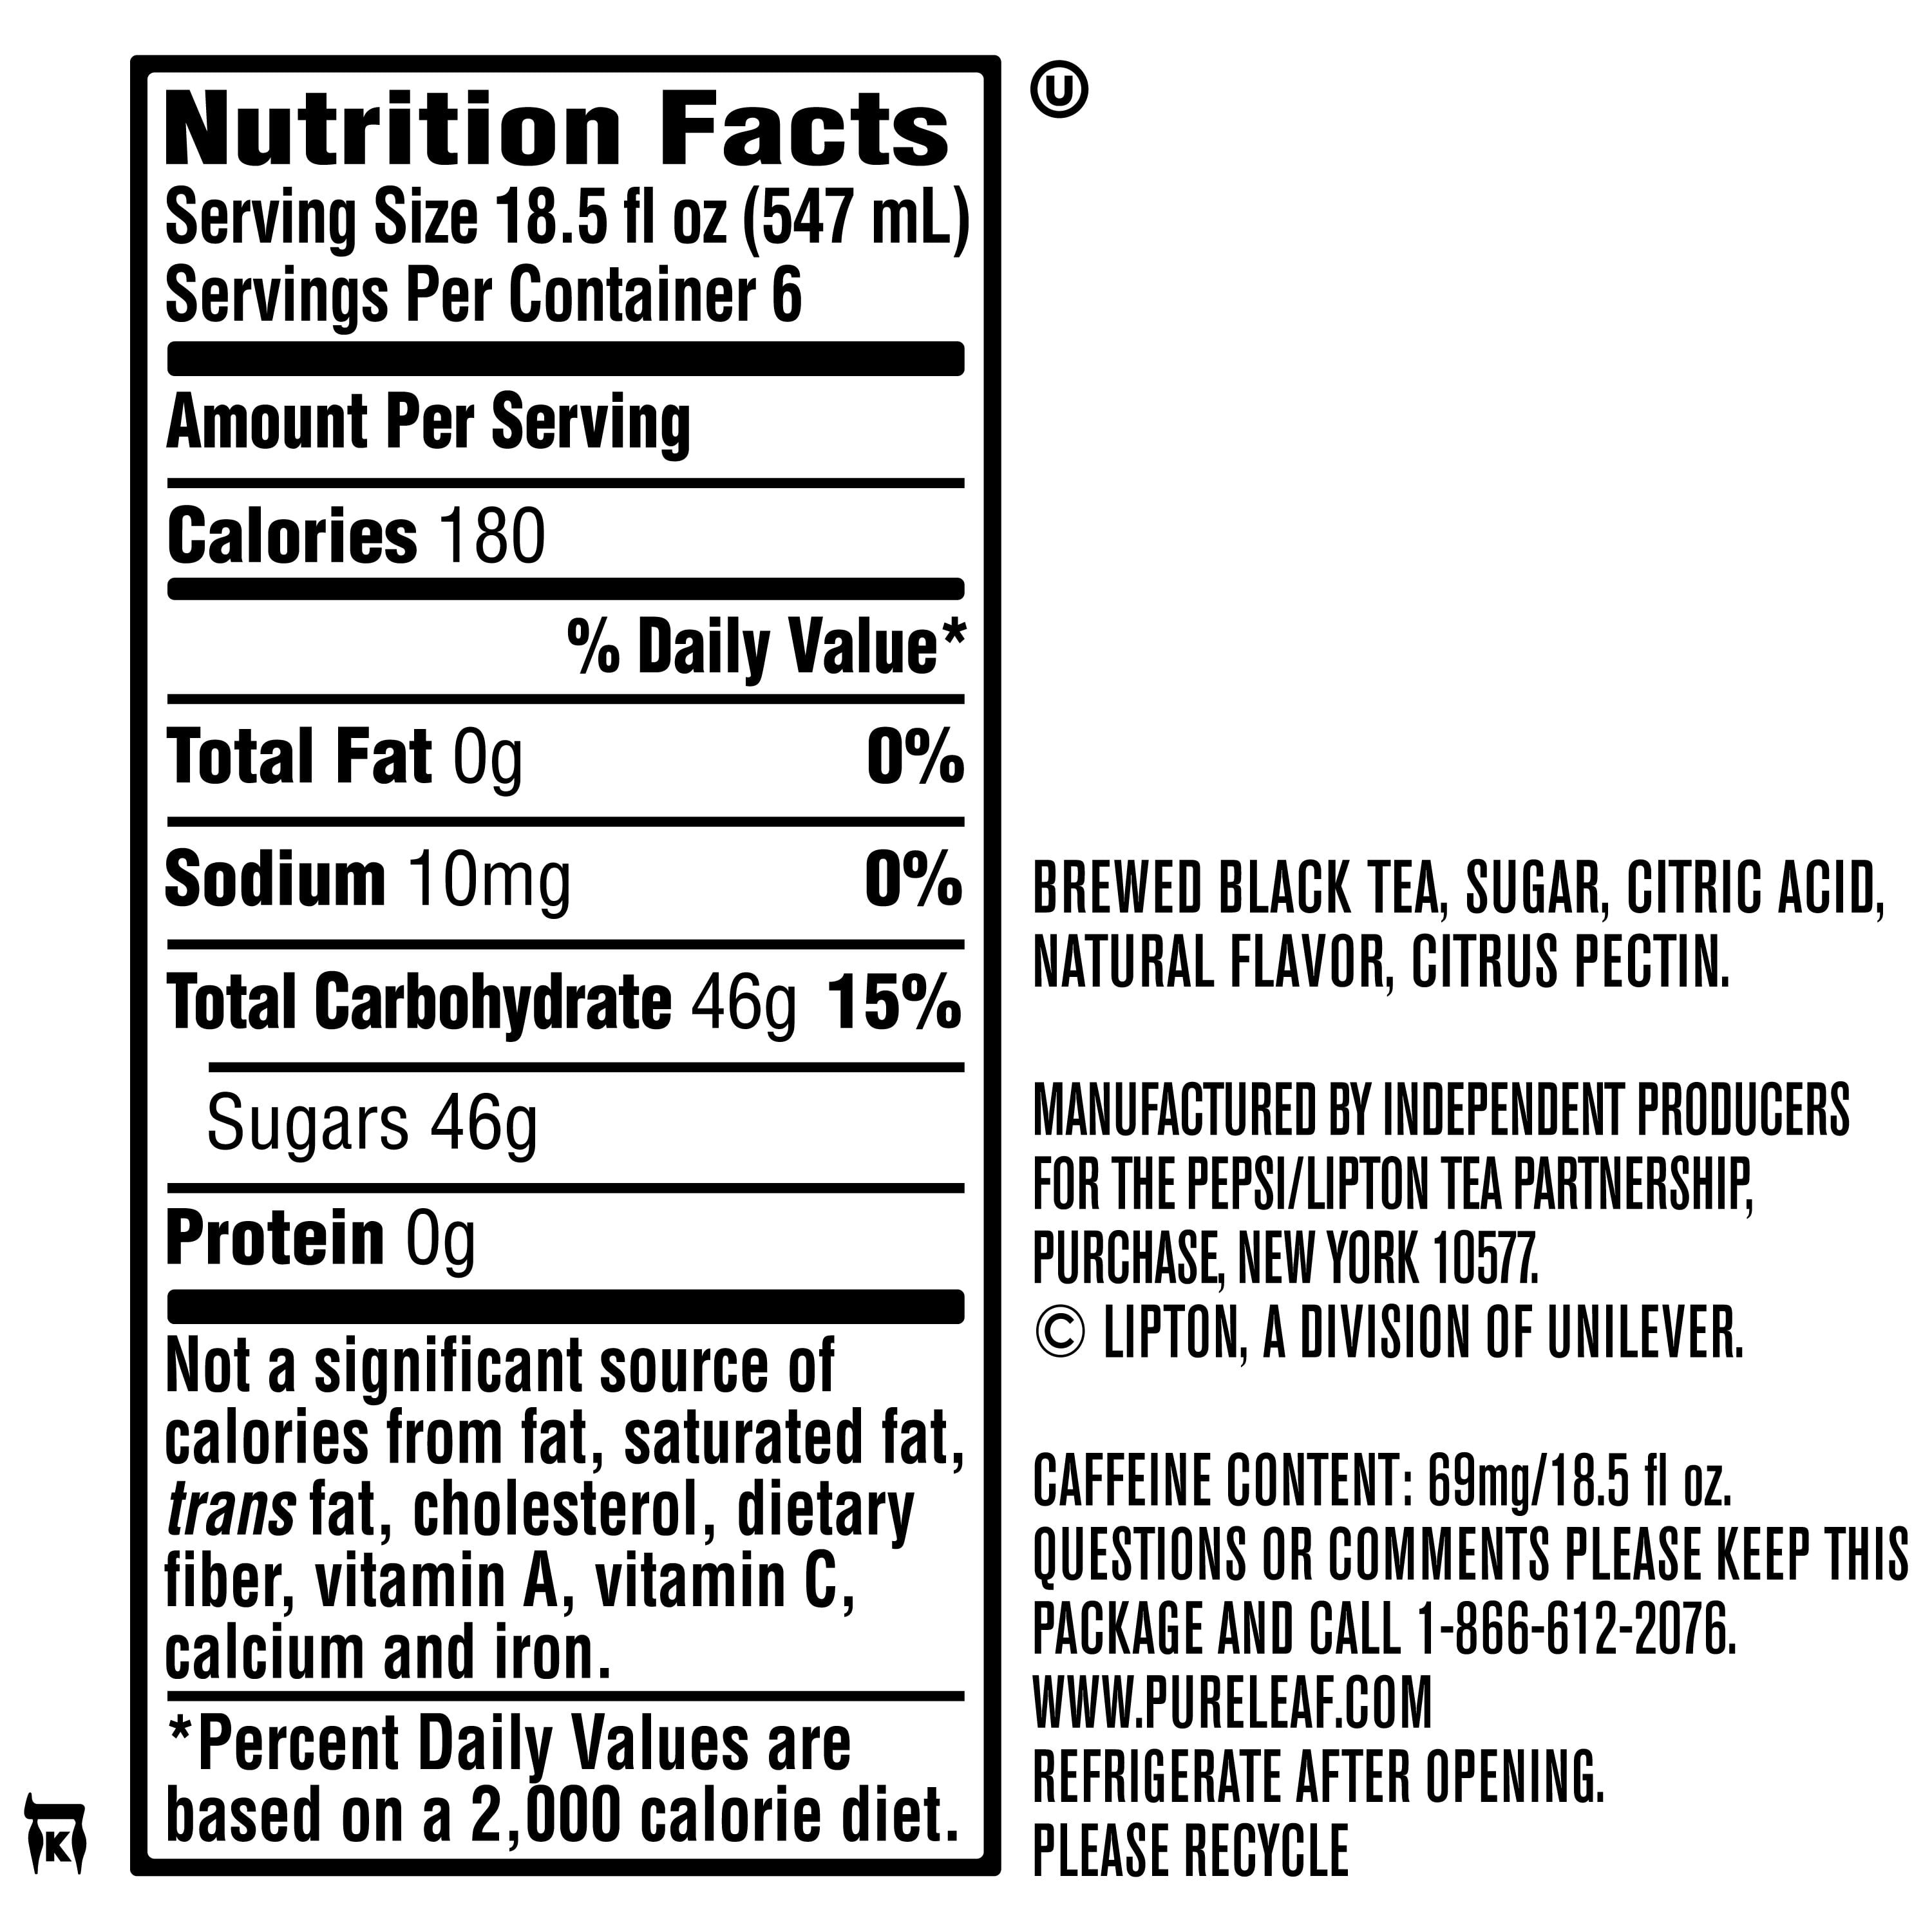 Nutrition Facts
Serving Size 18.5 fl oz (547 mL)
Servings Per Container 6
Amount Per Serving
Calories 180
% Daily Value*
Total Fat 0g 0%
Sodium 10mg 0%
Total Carbohydrate 46g 15%
Sugars 46g
Protein 0g
Not a significant source of
calories from fat, saturated fat,
trans fat, cholesterol, dietary
fiber, vitamin A, vitamin C,
calcium and iron.
*Percent Daily Values are
based on a 2,000 calorie diet.
K
U
BREWED BLACK TEA, SUGAR, CITRIC ACID,
NATURAL FLAVOR, CITRUS PECTIN.
MANUFACTURED BY INDEPENDENT PRODUCERS
FOR THE PEPSI/LIPTON TEA PARTNERSHIP,
PURCHASE, NEW YORK 10577.
© LIPTON, A DIVISION OF UNILEVER.
CAFFEINE CONTENT: 69mg/18.5 fl oz.
QUESTIONS OR COMMENTS PLEASE KEEP THIS
PACKAGE AND CALL 1-866-612-2076.
WWW.PURELEAF.COM
REFRIGERATE AFTER OPENING.
PLEASE RECYCLE